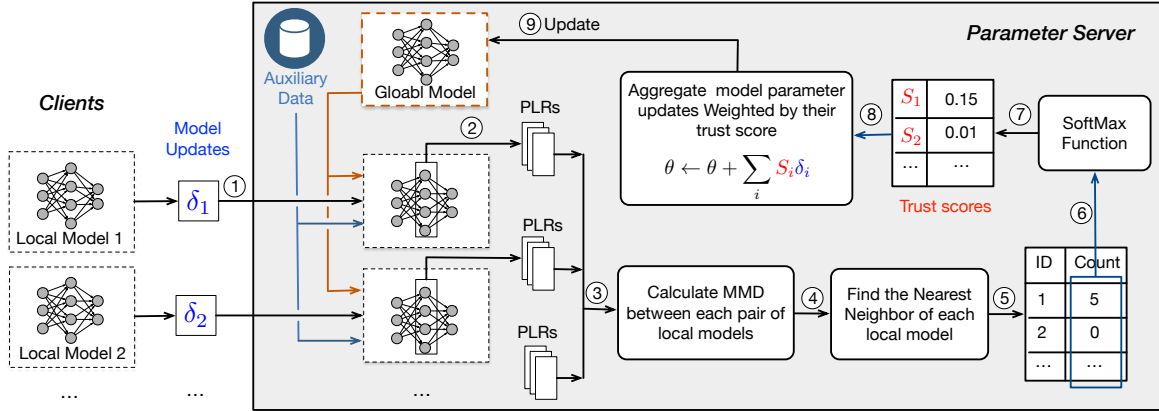 Clients
Model
Updates
Local Model 1
δ1
①
Local Model 2
δ2
...
...
Parameter Server
Auxiliary
Data
Gloabl Model
⑨ Update
②
PLRs
PLRs
PLRs
...
③
Calculate MMD
between each pair of
local models
④
Find the Nearest
Neighbor of each
local model
⑤
ID Count
1 5
2 0
... ...
⑥
SoftMax
Function
⑦
S1 0.15
S2 0.01
... ...
Trust scores
⑧
Aggregate model parameter
updates Weighted by their
trust score
θ ← θ + ∑i Siδi